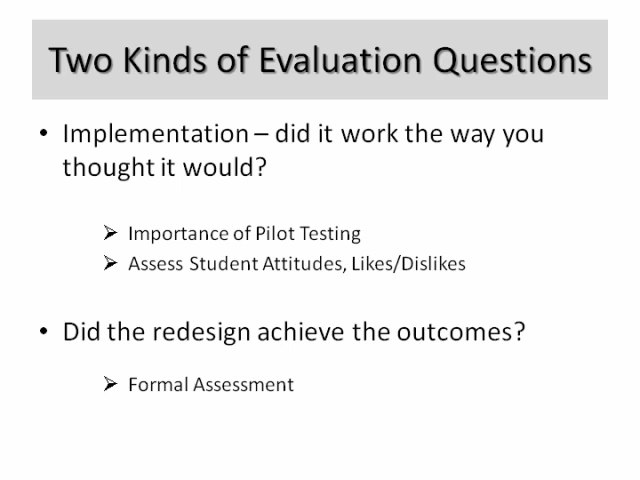 Two Kinds of Evaluation Questions
• Implementation – did it work the way you
thought it would?
➢ Importance of Pilot Testing
➢ Assess Student Attitudes, Likes/Dislikes
• Did the redesign achieve the outcomes?
➢ Formal Assessment